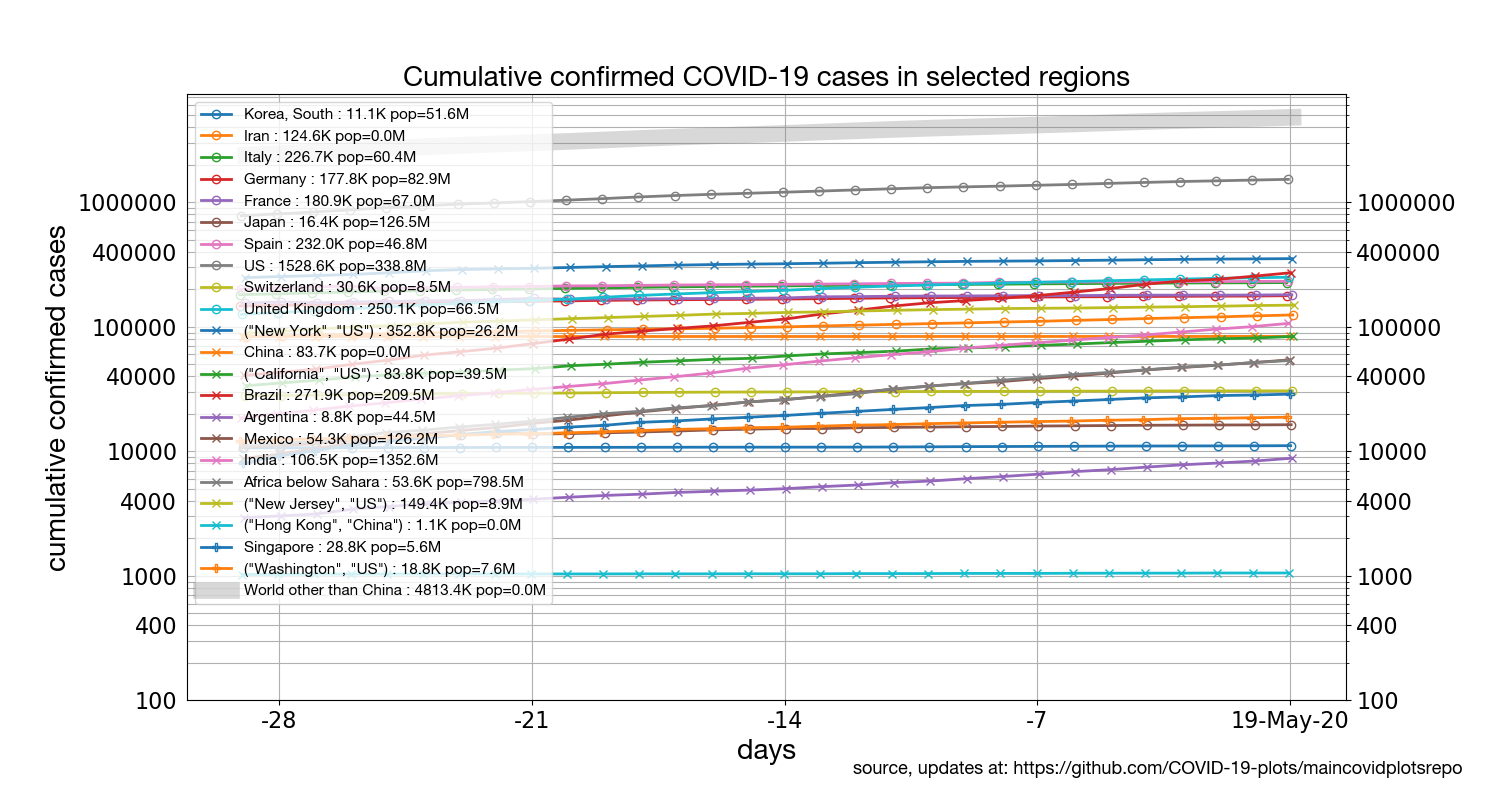 Cumulative confirmed COVID-19 cases in selected regions
Korea, South : 11.1K pop=51.6M
Iran : 124.6K pop=0.0M
Italy : 226.7K pop=60.4M
Germany : 177.8K pop=82.9M
France : 180.9K pop=67.0M
Japan : 16.4K pop=126.5M
Spain : 232.0K pop=46.8M
US : 1528.6K pop=338.8M
Switzerland : 30.6K pop=8.5M
United Kingdom : 250.1K pop=66.5M
("New York", "US") : 352.8K pop=26.2M
China : 83.7K pop=0.0M
("California", "US") : 83.8K pop=39.5M
Brazil : 271.9K pop=209.5M
Argentina : 8.8K pop=44.5M
Mexico : 54.3K pop=126.2M
India : 106.5K pop=1352.6M
Africa below Sahara : 53.6K pop=798.5M
("New Jersey", "US") : 149.4K pop=8.9M
("Hong Kong", "China") : 1.1K pop=0.0M
Singapore : 28.8K pop=5.6M
("Washington", "US") : 18.8K pop=7.6M
World other than China : 4813.4K pop=0.0M
cumulative confirmed cases
1000000
400000
100000
40000
10000
4000
1000
400
100
1000000
400000
100000
40000
10000
4000
1000
400
100
-28
-21
-14
-7
19-May-20
days
source, updates at: https://github.com/COVID-19-plots/maincovidplotsrepo